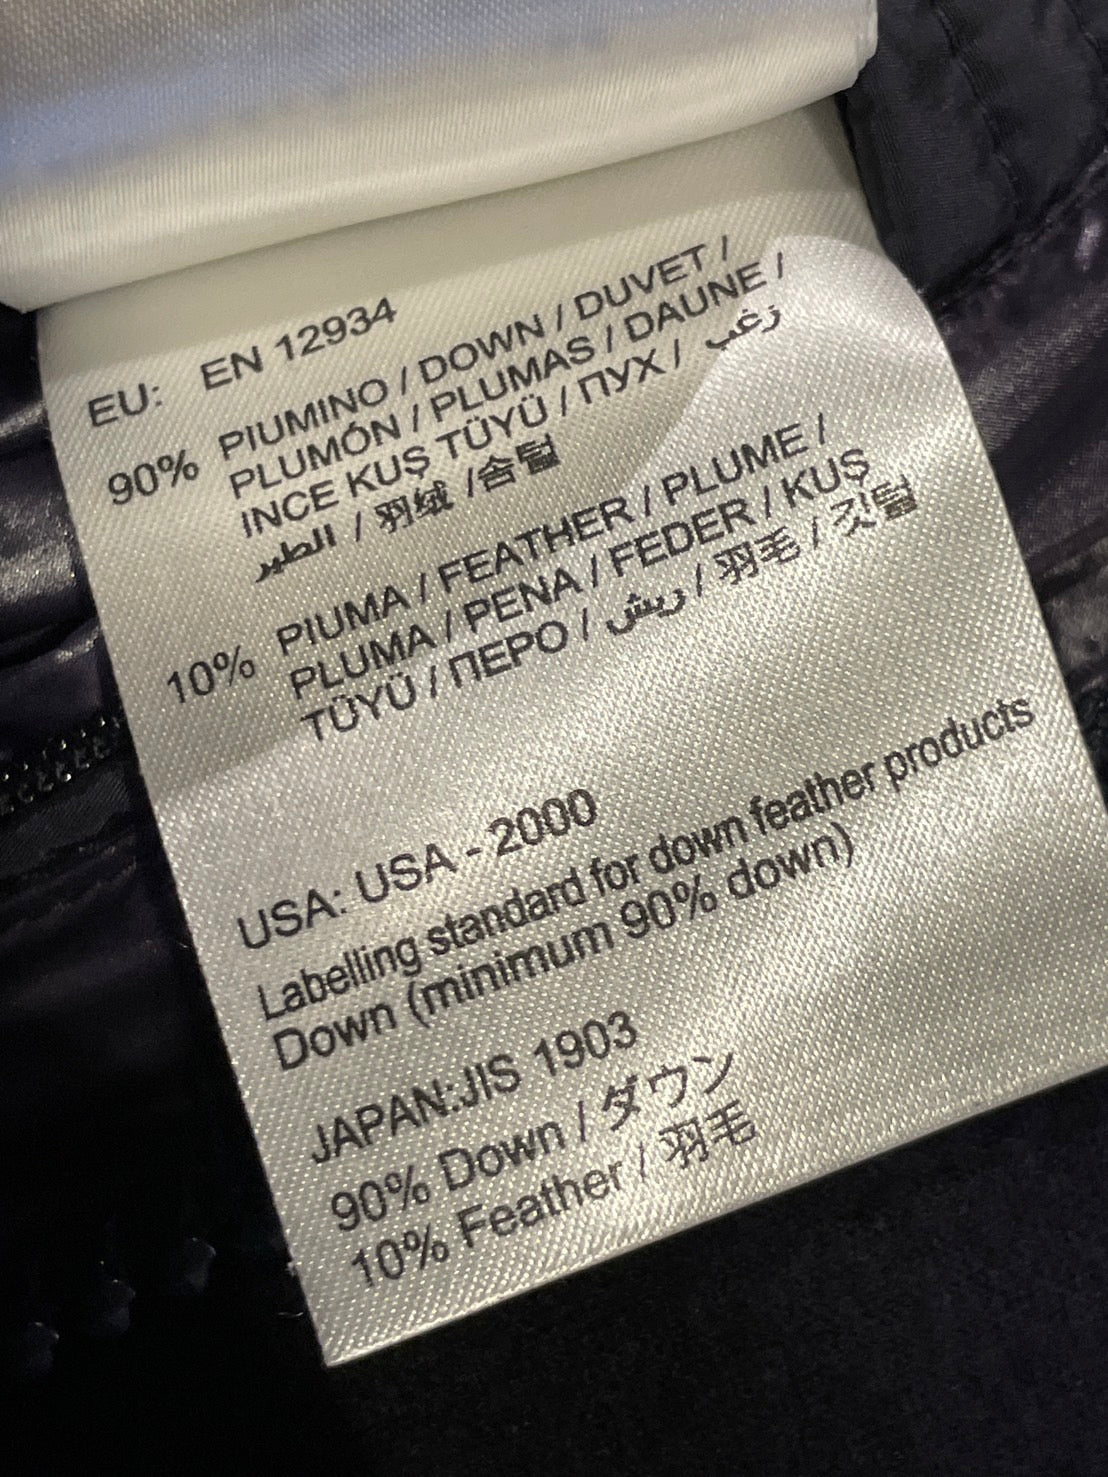 EU: EN 12934
90% PIUMINO / DOWN / DUVET /
PLUMÓN / PLUMAS / DAUNE /
INCE KUŞ TÜYÜ / ПУХ / زغب
الطير / 羽绒 /솜털
10% PIUMA / FEATHER / PLUME /
PLUMA / PENA / FEDER / KUŞ
TÜYÜ / ПЕРО / ريش / 羽毛 / 깃털
USA: USA - 2000
Labelling standard for down feather products
Down (minimum 90% down)
JAPAN:JIS 1903
90% Down / ダウン
10% Feather / 羽毛